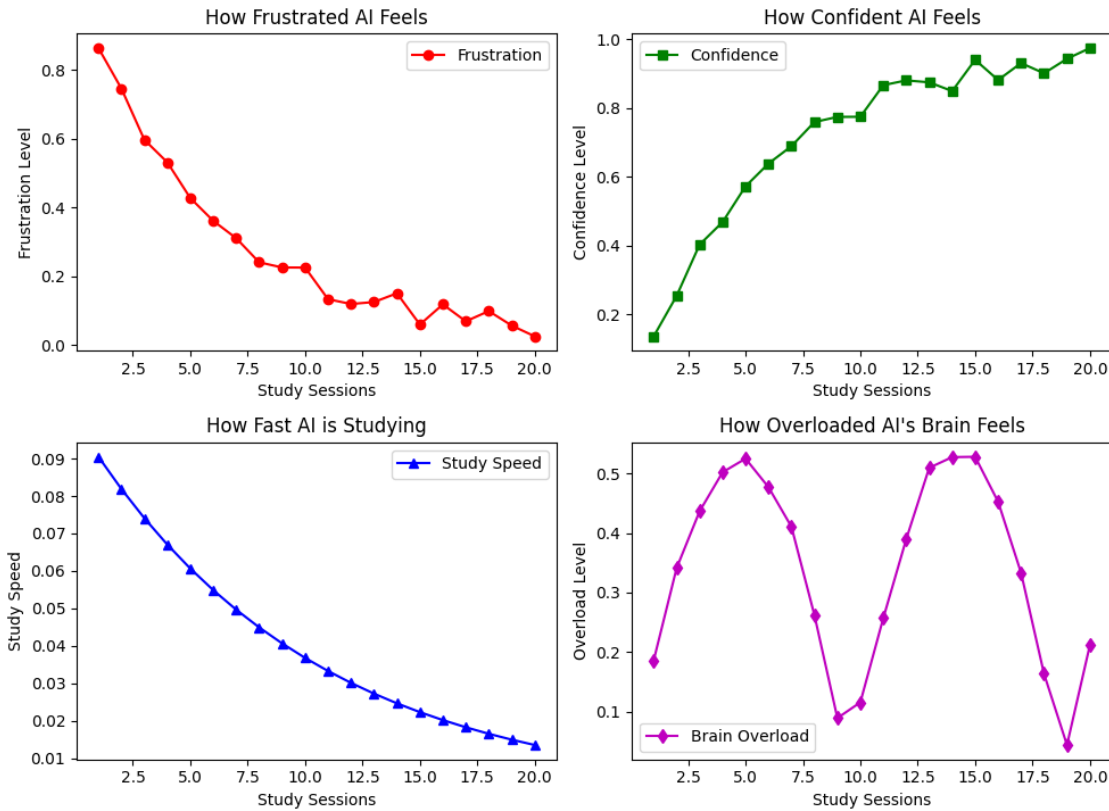 How Frustrated AI Feels
Frustration
Frustration Level
0.8
0.6
0.4
0.2
0.0
2.5 5.0 7.5 10.0 12.5 15.0 17.5 20.0
Study Sessions
How Confident AI Feels
Confidence
Confidence Level
1.0
0.8
0.6
0.4
0.2
2.5 5.0 7.5 10.0 12.5 15.0 17.5 20.0
Study Sessions
How Fast AI is Studying
Study Speed
Study Speed
0.09
0.08
0.07
0.06
0.05
0.04
0.03
0.02
0.01
2.5 5.0 7.5 10.0 12.5 15.0 17.5 20.0
Study Sessions
How Overloaded AI's Brain Feels
Overload Level
0.5
0.4
0.3
0.2
0.1
Brain Overload
2.5 5.0 7.5 10.0 12.5 15.0 17.5 20.0
Study Sessions